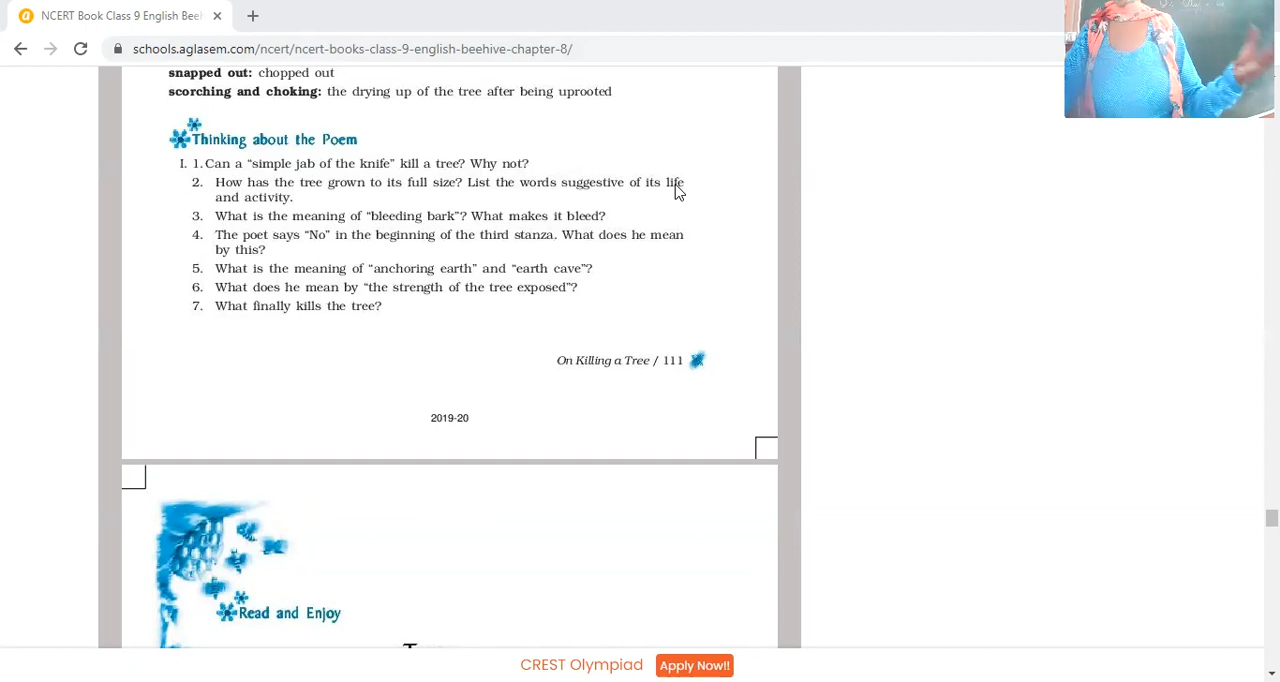 NCERT Book Class 9 English Beeh
schools.aglasem.com/ncert/ncert-books-class-9-english-beehive-chapter-8/
snapped out: chopped out
scorching and choking: the drying up of the tree after being uprooted
Thinking about the Poem
I. 1. Can a “simple jab of the knife” kill a tree? Why not?
2. How has the tree grown to its full size? List the words suggestive of its life
and activity.
3. What is the meaning of “bleeding bark”? What makes it bleed?
4. The poet says “No” in the beginning of the third stanza. What does he mean
by this?
5. What is the meaning of “anchoring earth” and “earth cave”?
6. What does he mean by “the strength of the tree exposed”?
7. What finally kills the tree?
On Killing a Tree / 111
2019-20
Read and Enjoy
CREST Olympiad Apply Now!!